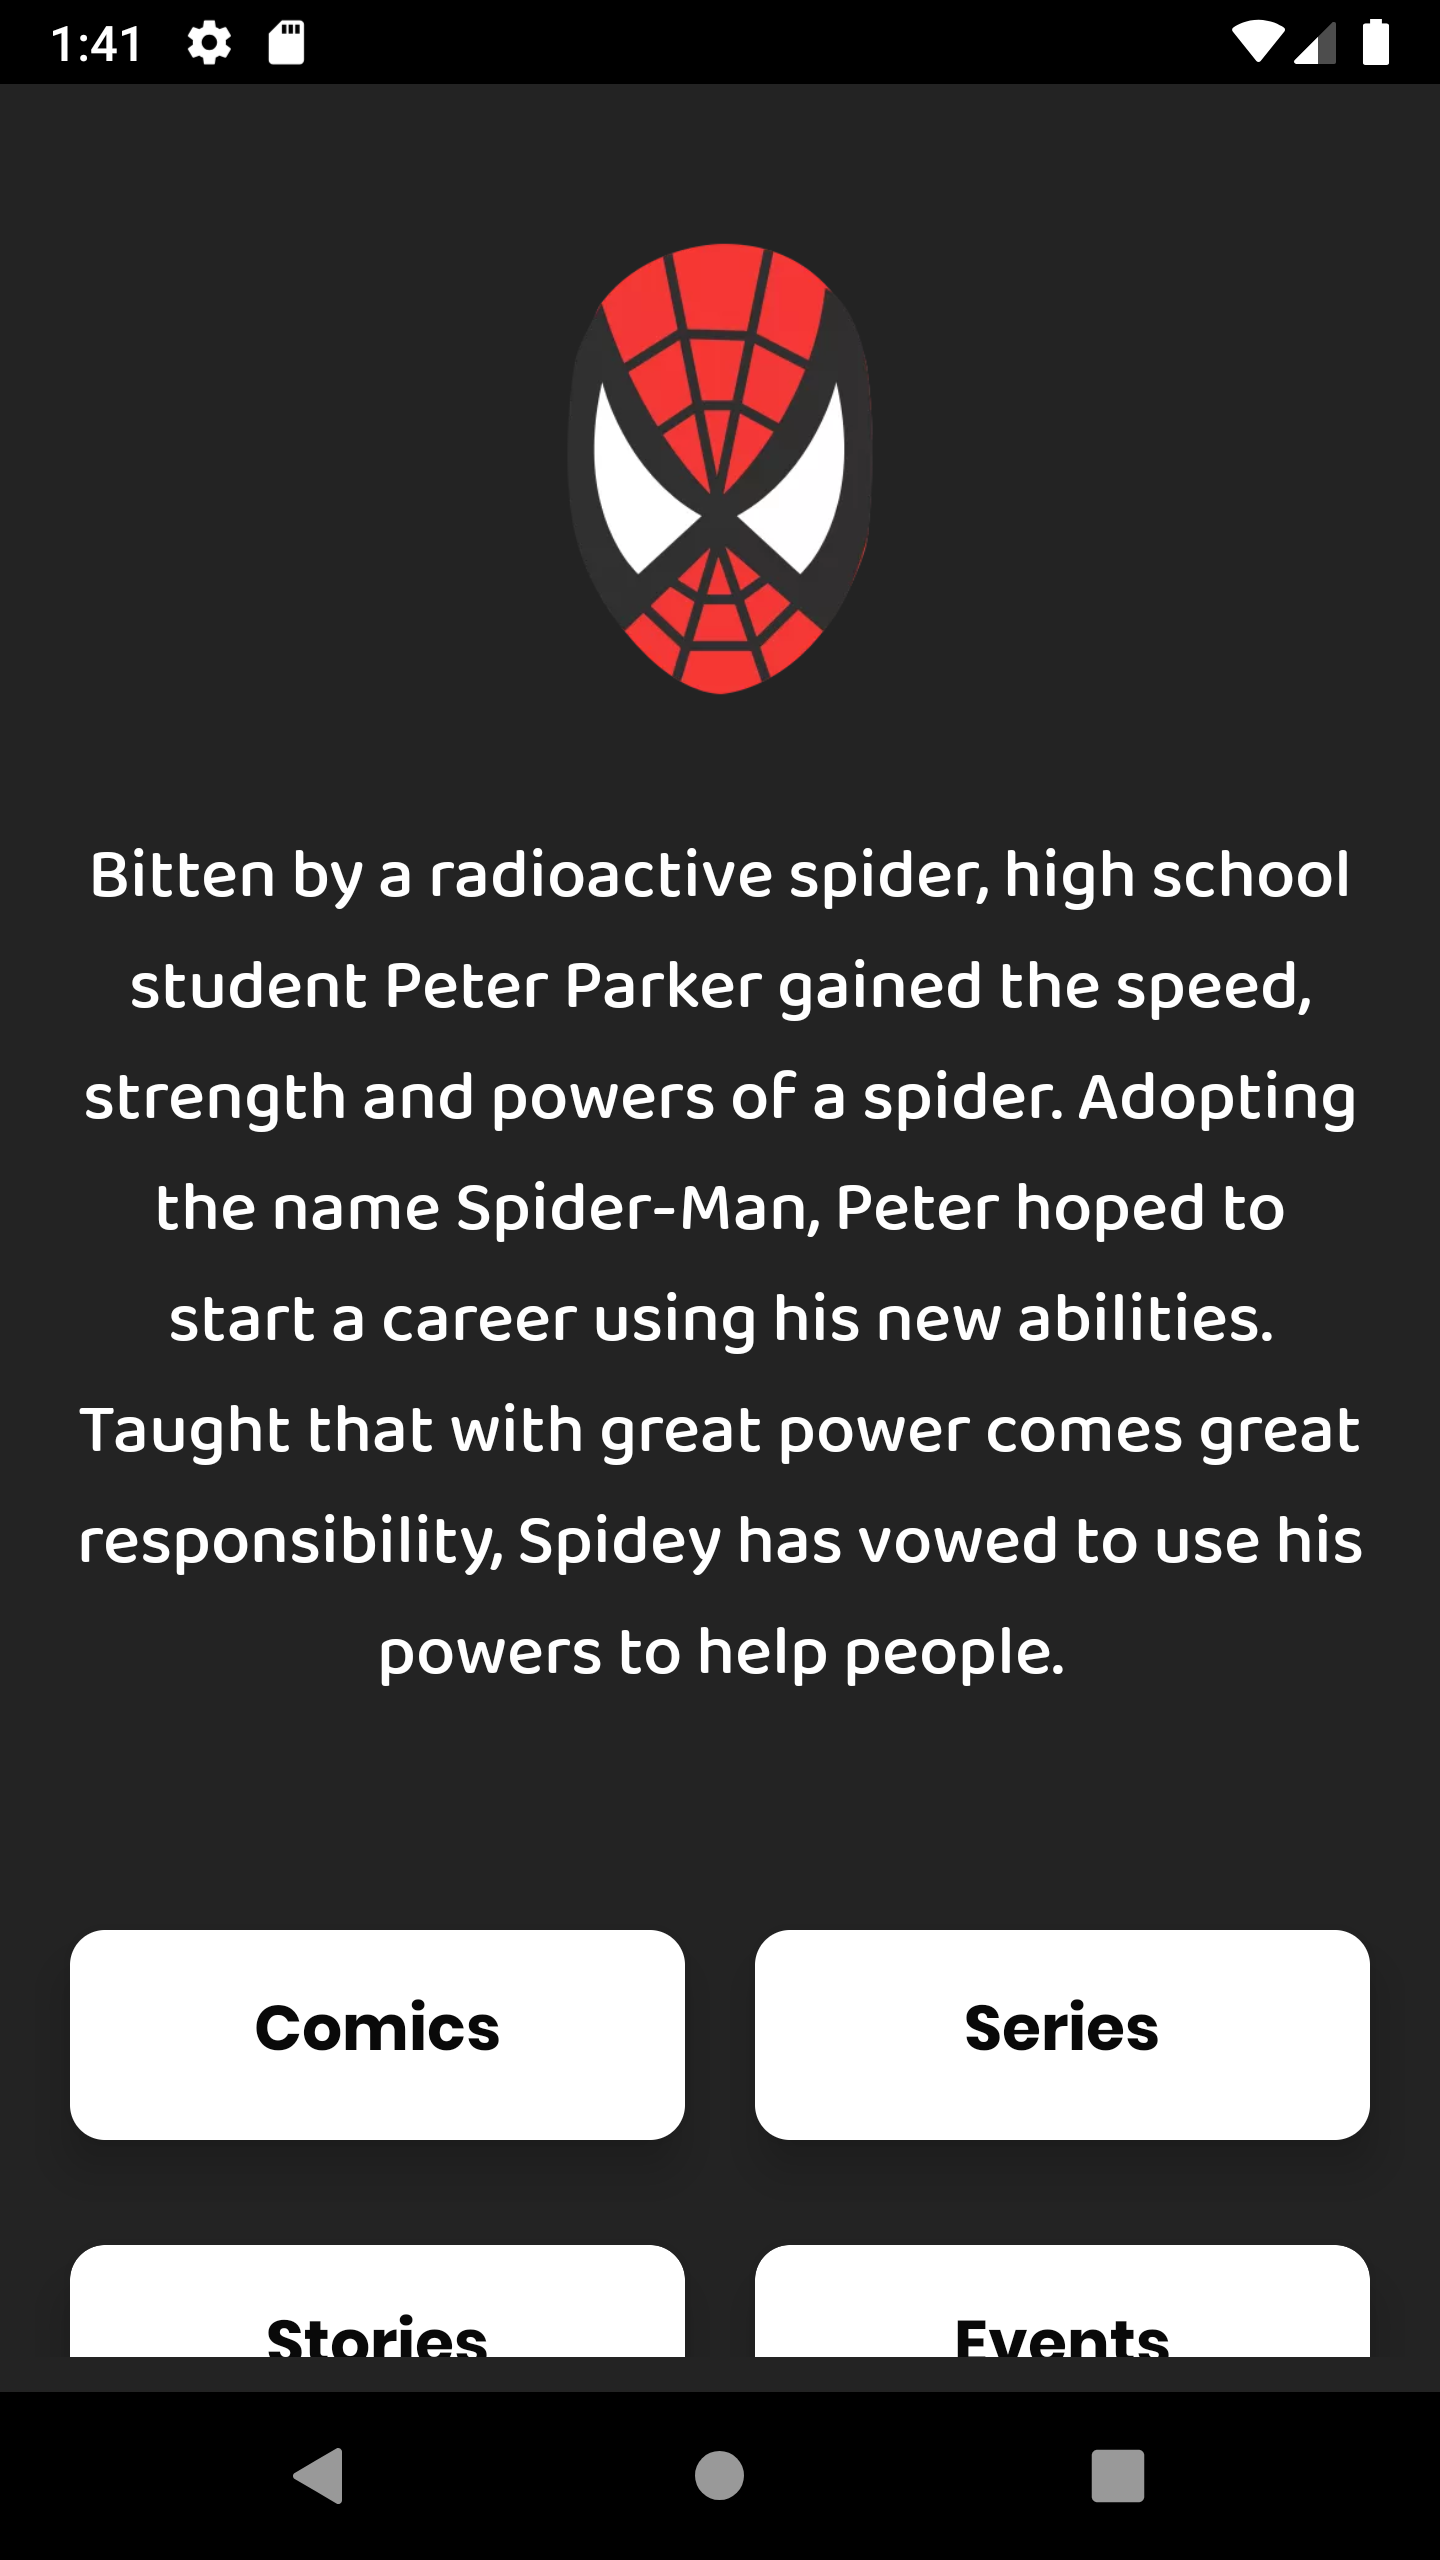 1:41
Bitten by a radioactive spider, high school
student Peter Parker gained the speed,
strength and powers of a spider. Adopting
the name Spider-Man, Peter hoped to
start a career using his new abilities.
Taught that with great power comes great
responsibility, Spidey has vowed to use his
powers to help people.
Comics
Series
Stories
Events